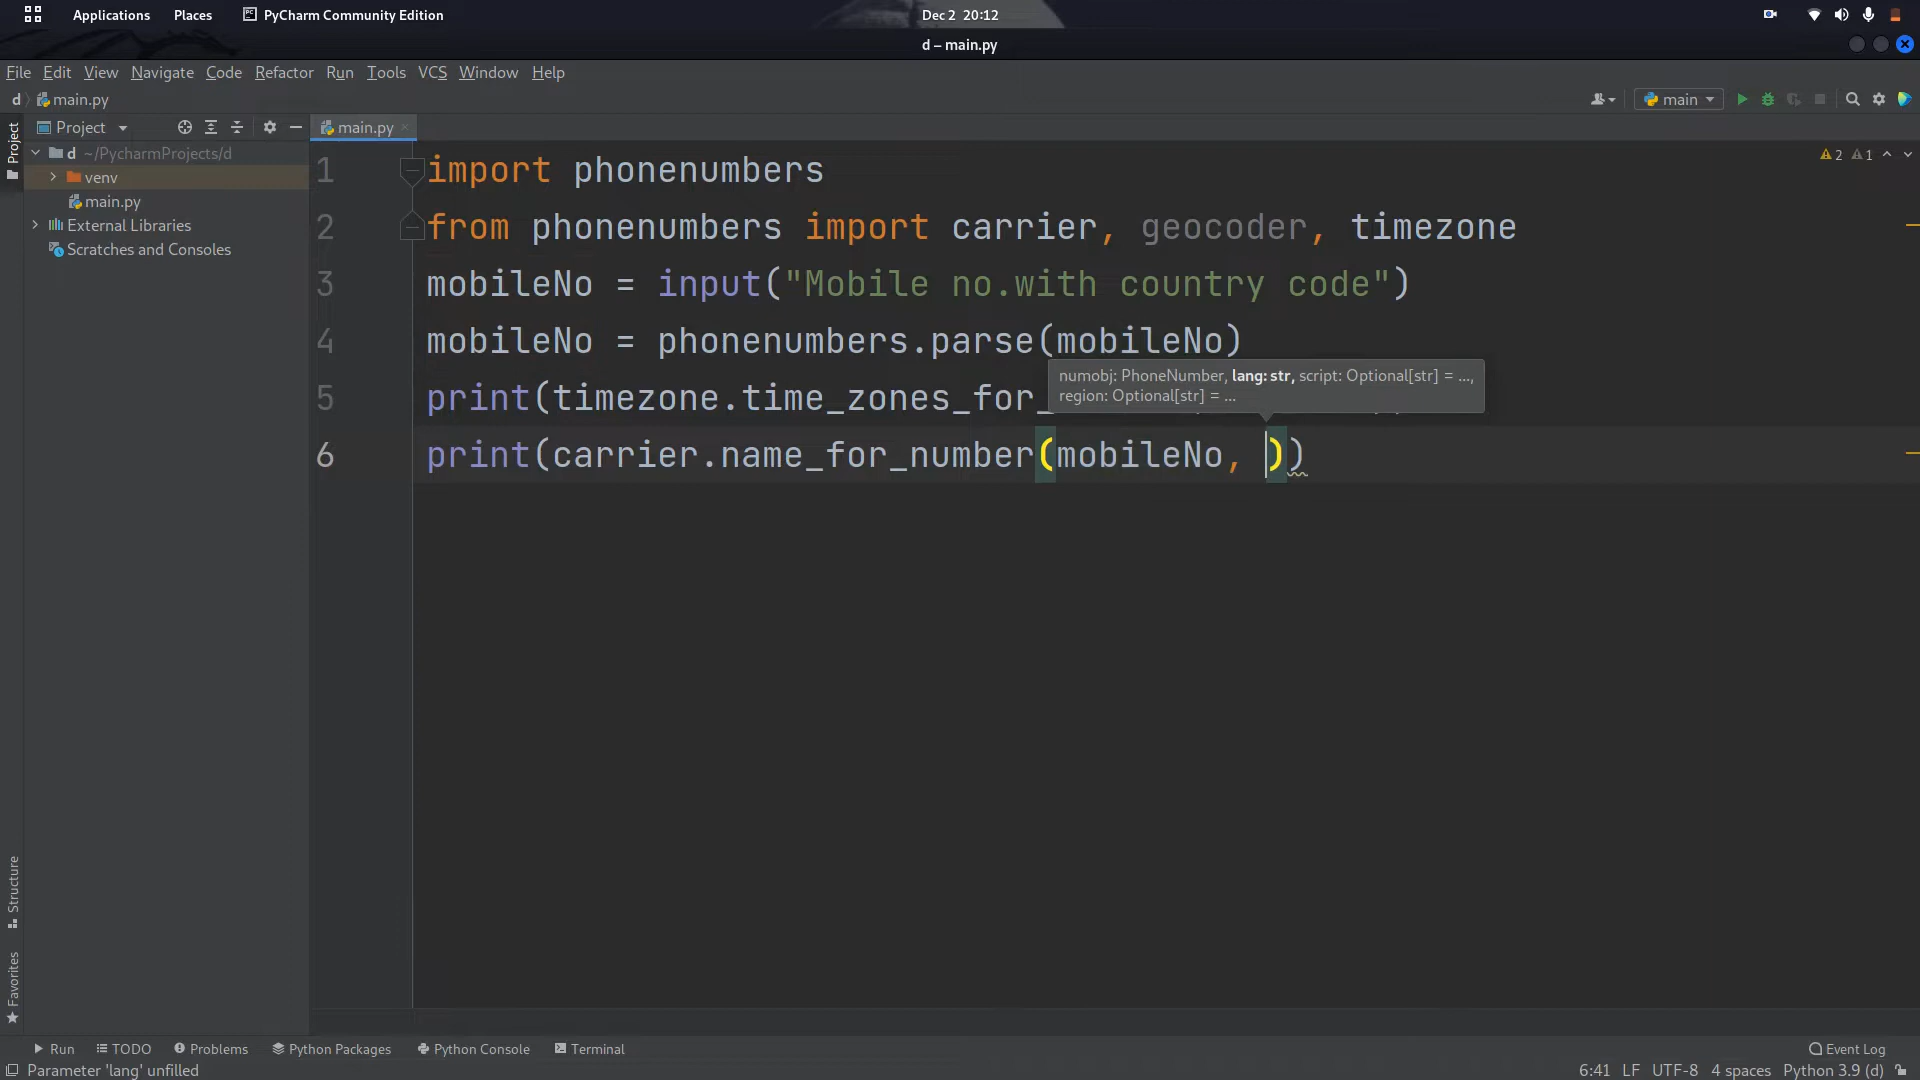 Applications Places PyCharm Community Edition Dec 2 20:12
d – main.py
File Edit View Navigate Code Refactor Run Tools VCS Window Help
d main.py main
Project main.py
d ~/PycharmProjects/d
venv
main.py
External Libraries
Scratches and Consoles
Project
Structure
Favorites
2 1
1 import phonenumbers
2 from phonenumbers import carrier, geocoder, timezone
3 mobileNo = input("Mobile no.with country code")
4 mobileNo = phonenumbers.parse(mobileNo)
numobj: PhoneNumber, lang: str, script: Optional[str] = ...,
region: Optional[str] = ...
5 print(timezone.time_zones_for_
6 print(carrier.name_for_number(mobileNo, ))
Run TODO Problems Python Packages Python Console Terminal Event Log
Parameter 'lang' unfilled 6:41 LF UTF-8 4 spaces Python 3.9 (d)